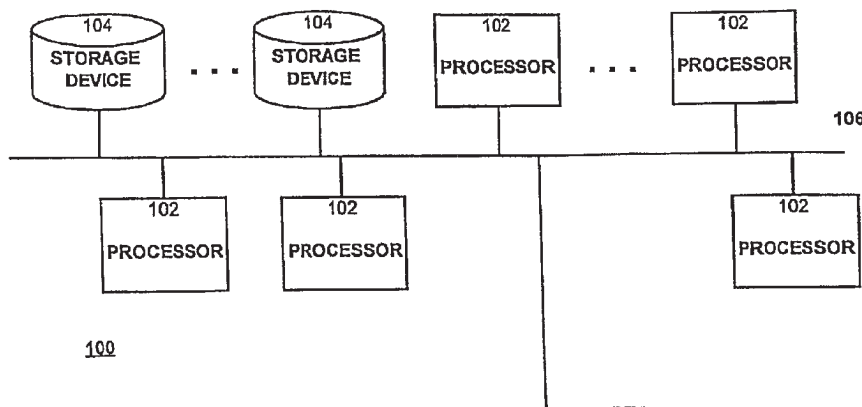 104
STORAGE
DEVICE
104
STORAGE
DEVICE
102
PROCESSOR
102
PROCESSOR
106
102
PROCESSOR
102
PROCESSOR
102
PROCESSOR
100